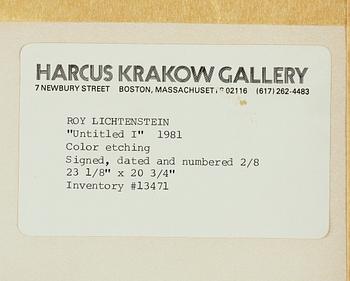 HARCUS KRAKOW GALLERY
7 NEWBURY STREET BOSTON, MASSACHUSET 02116 (617) 262-4483
ROY LICHTENSTEIN
"Untitled I" 1981
Color etching
Signed, dated and numbered 2/8
23 1/8" x 20 3/4"
Inventory #13471